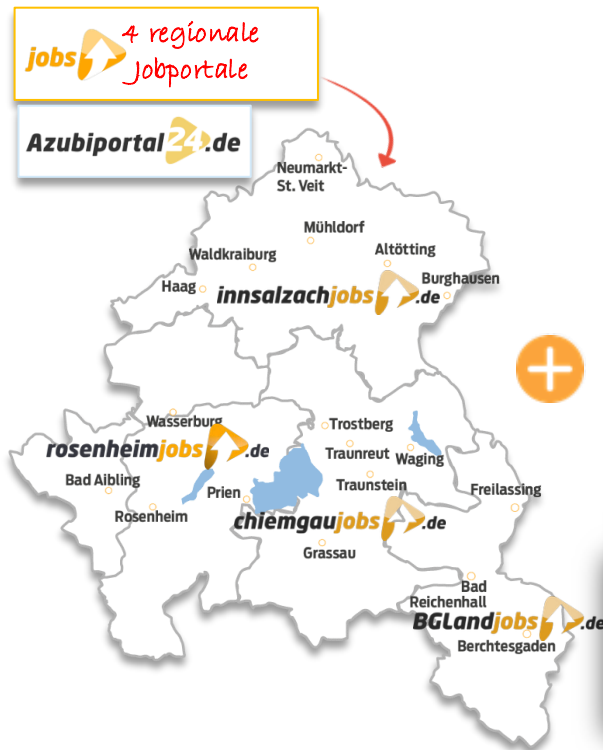 jobs
4 regionale
Jobportale
Azubiportal24.de
Neumarkt-
St. Veit
Mühldorf
Waldkraiburg
Altötting
Haag
Burghausen
innsalzachjobs.de
Wasserburg
Trostberg
rosenheimjobs.de
Traunreut
Waging
Bad Aibling
Prien
Traunstein
Freilassing
Rosenheim
chiemgaujobs.de
Grassau
Bad
Reichenhall
BGLandjobs.de
Berchtesgaden